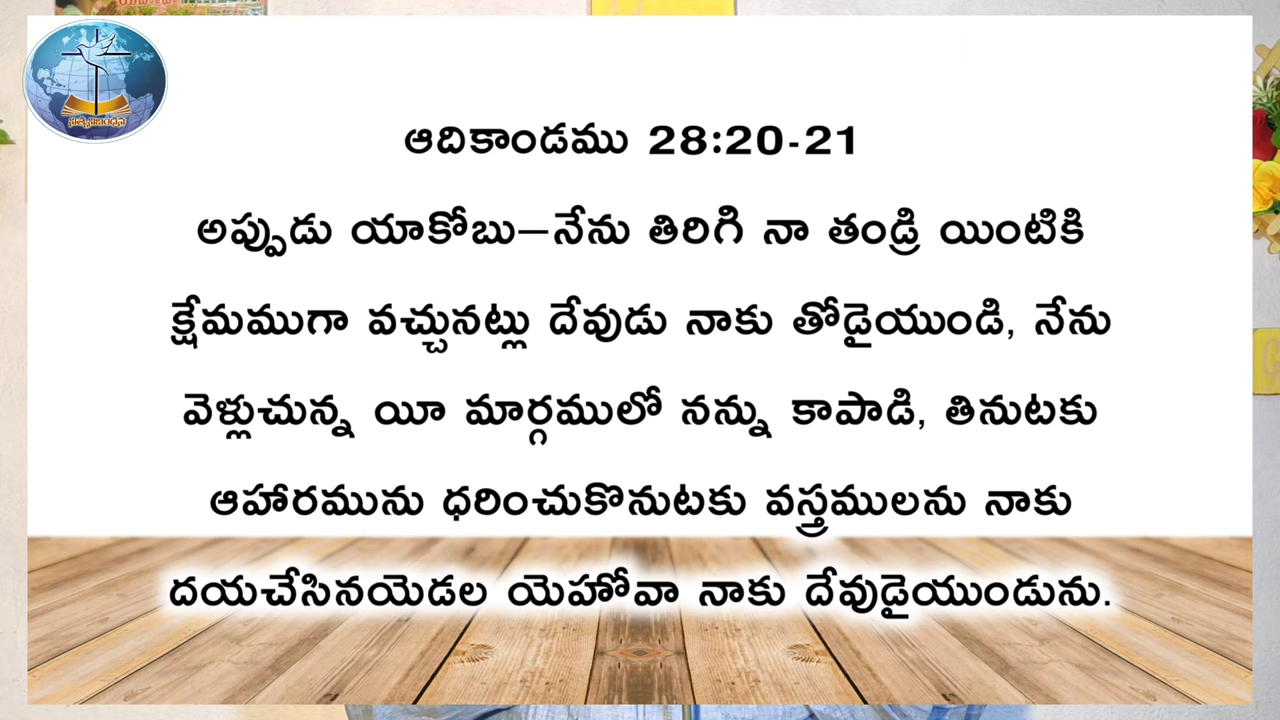 ఆదికాండము 28:20-21
అప్పుడు యాకోబు—నేను తిరిగి నా తండ్రి యింటికి
క్షేమముగా వచ్చునట్లు దేవుడు నాకు తోడైయుండి, నేను
వెళ్లుచున్న యీ మార్గములో నన్ను కాపాడి, తినుటకు
ఆహారమును ధరించుకొనుటకు వస్త్రములను నాకు
దయచేసినయెడల యెహోవా నాకు దేవుడైయుండును.